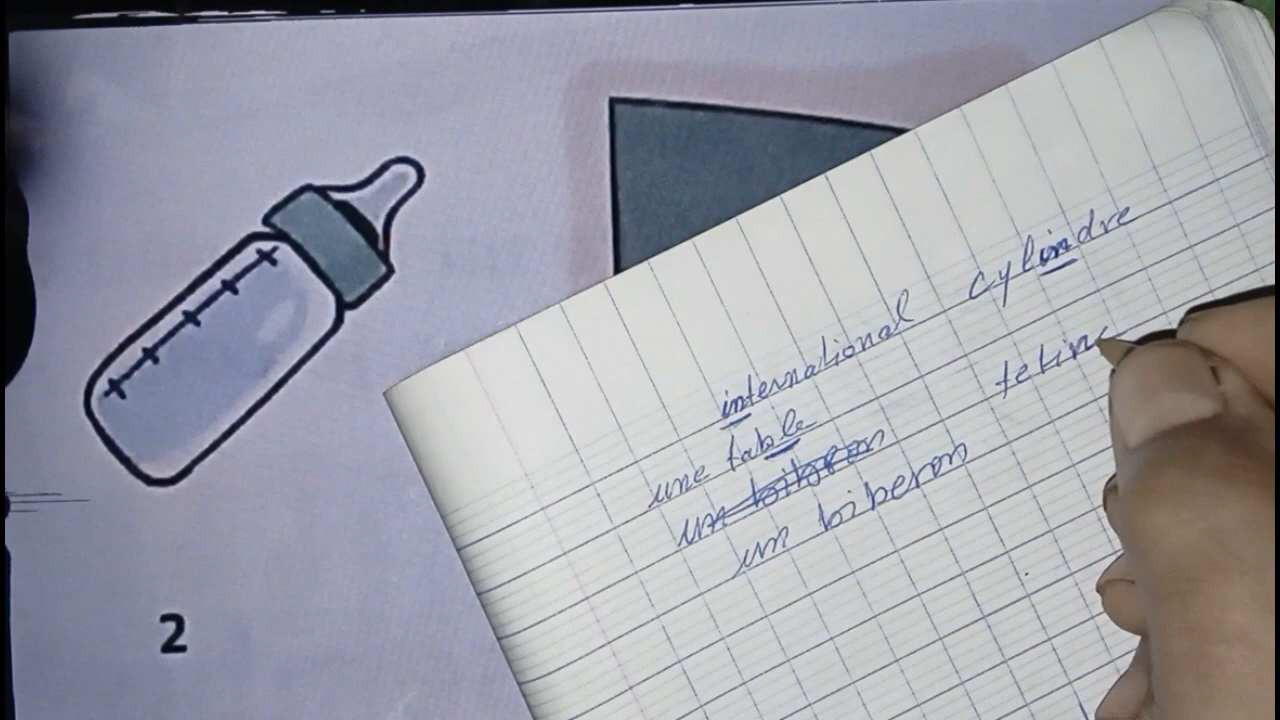 international cylindre
une table
un biberon
un biberon tetine
2